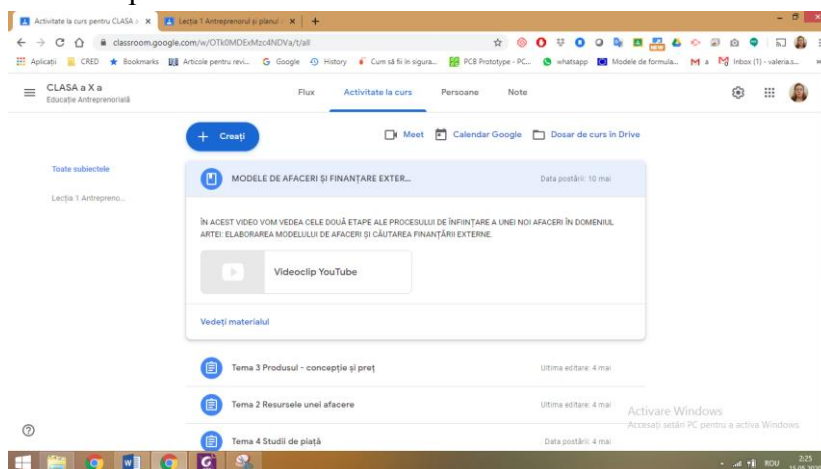 Activitate la curs pentru CLASA a
Lecția 1 Antreprenorul și planul
classroom.google.com/w/OTk0MDExMzc4NDVa/t/all
Aplicații
CRED
Bookmarks
Articole pentru revi...
Google
History
Cum să fii în sigura...
PCB Prototype - PC...
whatsapp
Modele de formula...
Inbox (1) - valeria.s...
CLASA a X a
Educație Antreprenorială
Flux
Activitate la curs
Persoane
Note
+ Creați
Meet
Calendar Google
Dosar de curs în Drive
Toate subiectele
Lecția 1 Antrepreno...
MODELE DE AFACERI ȘI FINANȚARE EXTER...
Data postării: 10 mai
ÎN ACEST VIDEO VOM VEDEA CELE DOUĂ ETAPE ALE PROCESULUI DE ÎNFIINȚARE A UNEI NOI AFACERI ÎN DOMENIUL
ARTEI: ELABORAREA MODELULUI DE AFACERI ȘI CĂUTAREA FINANȚĂRII EXTERNE.
Videoclip YouTube
Vedeți materialul
Tema 3 Produsul - concepție și preț
Ultima editare: 4 mai
Tema 2 Resursele unei afacere
Ultima editare: 4 mai
Tema 4 Studii de piață
Data postării: 4 mai
Activare Windows
Accesați setări PC pentru a activa Windows.
ROU
2:25